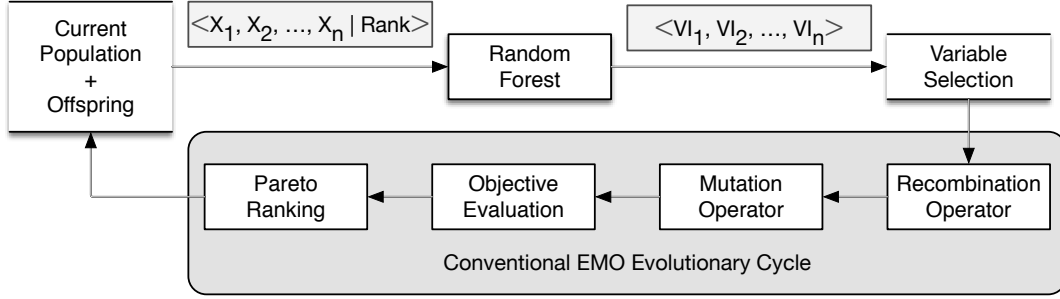 Current
Population
+
Offspring
<X1, X2, ..., Xn | Rank>
Random
Forest
<VI1, VI2, ..., VIn>
Variable
Selection
Pareto
Ranking
Objective
Evaluation
Mutation
Operator
Recombination
Operator
Conventional EMO Evolutionary Cycle